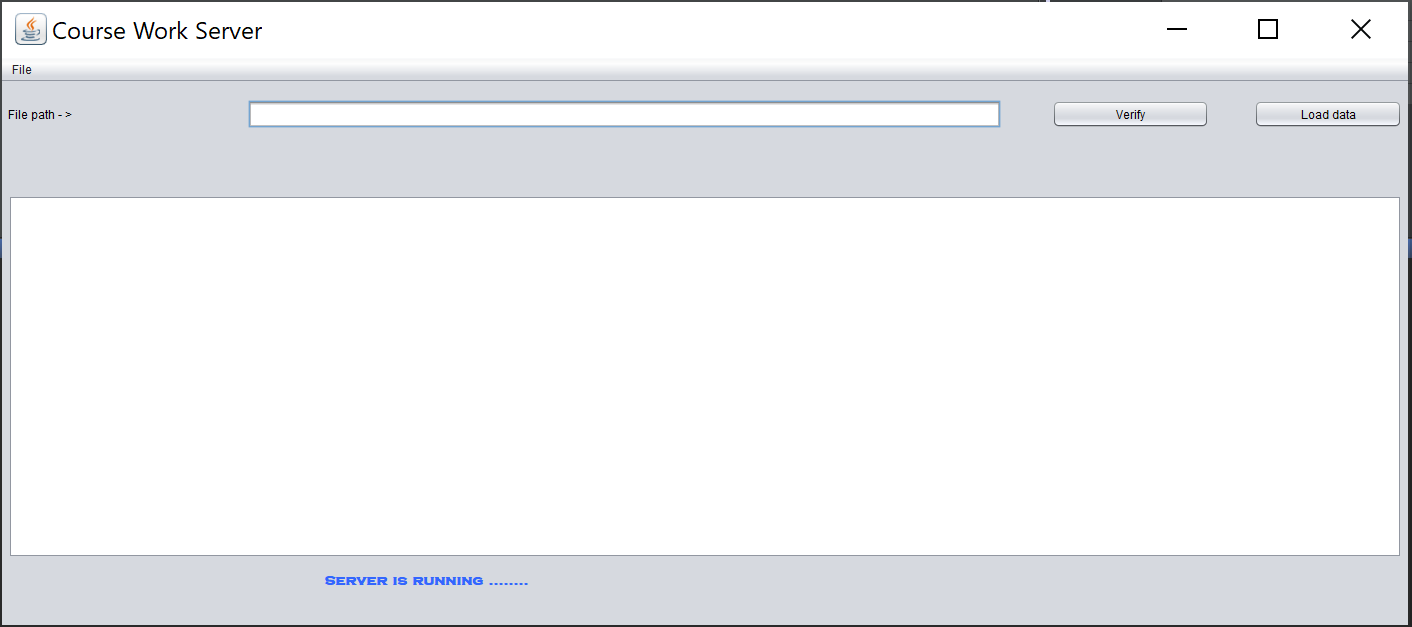 Course Work Server
File
File path - > Verify Load data
Server is running ........